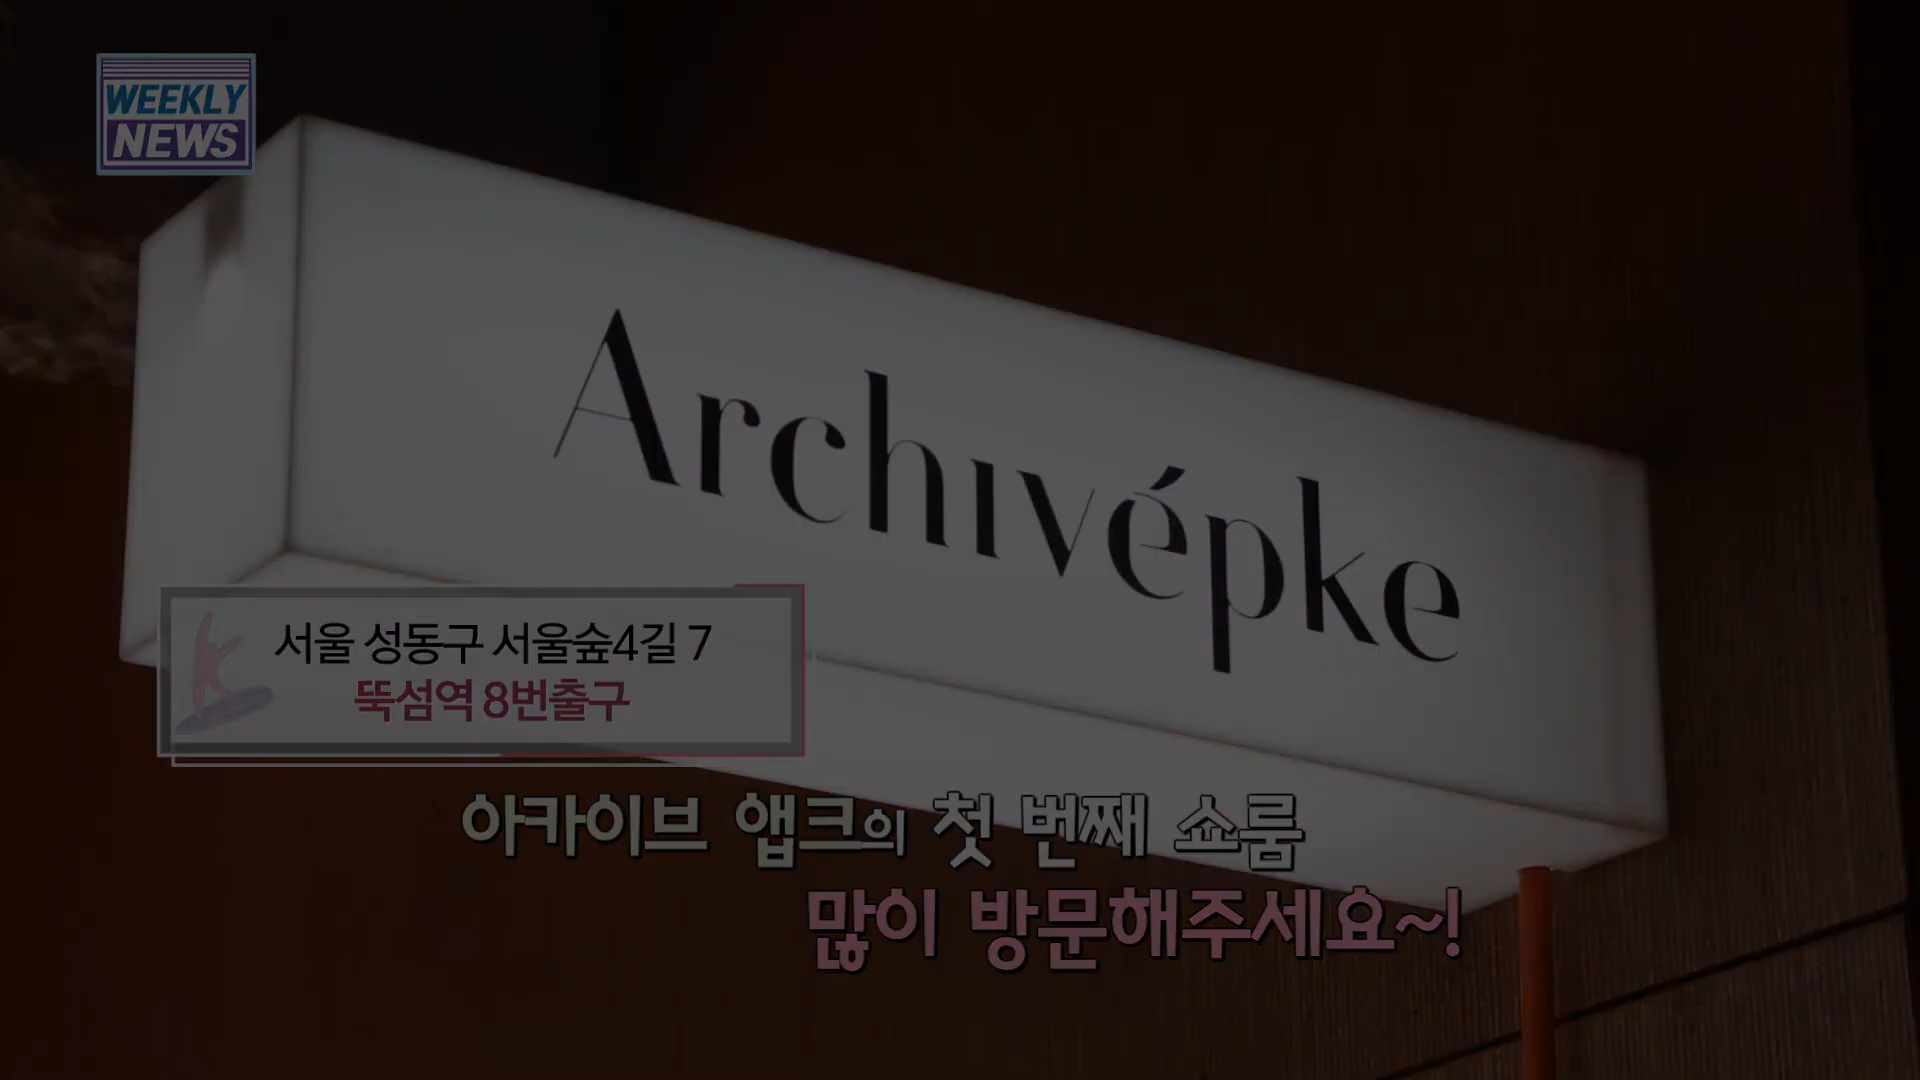 WEEKLY
NEWS
Archıvépke
서울 성동구 서울숲4길 7
뚝섬역 8번출구
아카이브 앱크의 첫 번째 쇼룸
많이 방문해주세요~!